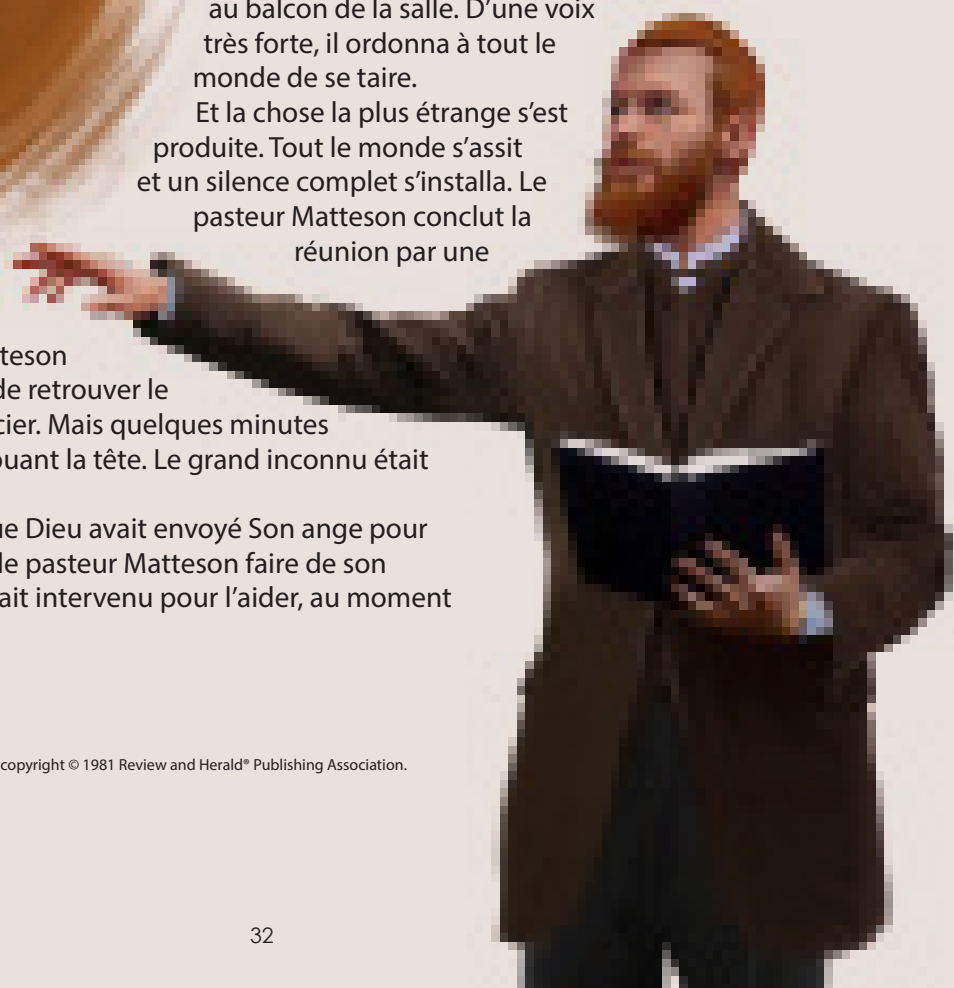 au balcon de la salle. D’une voix
très forte, il ordonna à tout le
monde de se taire.
Et la chose la plus étrange s’est
produite. Tout le monde s’assit
et un silence complet s’installa. Le
pasteur Matteson conclut la
réunion par une
teson
de retrouver le
cier. Mais quelques minutes
ouant la tête. Le grand inconnu était
ue Dieu avait envoyé Son ange pour
le pasteur Matteson faire de son
ait intervenu pour l’aider, au moment
copyright © 1981 Review and Herald® Publishing Association.
32